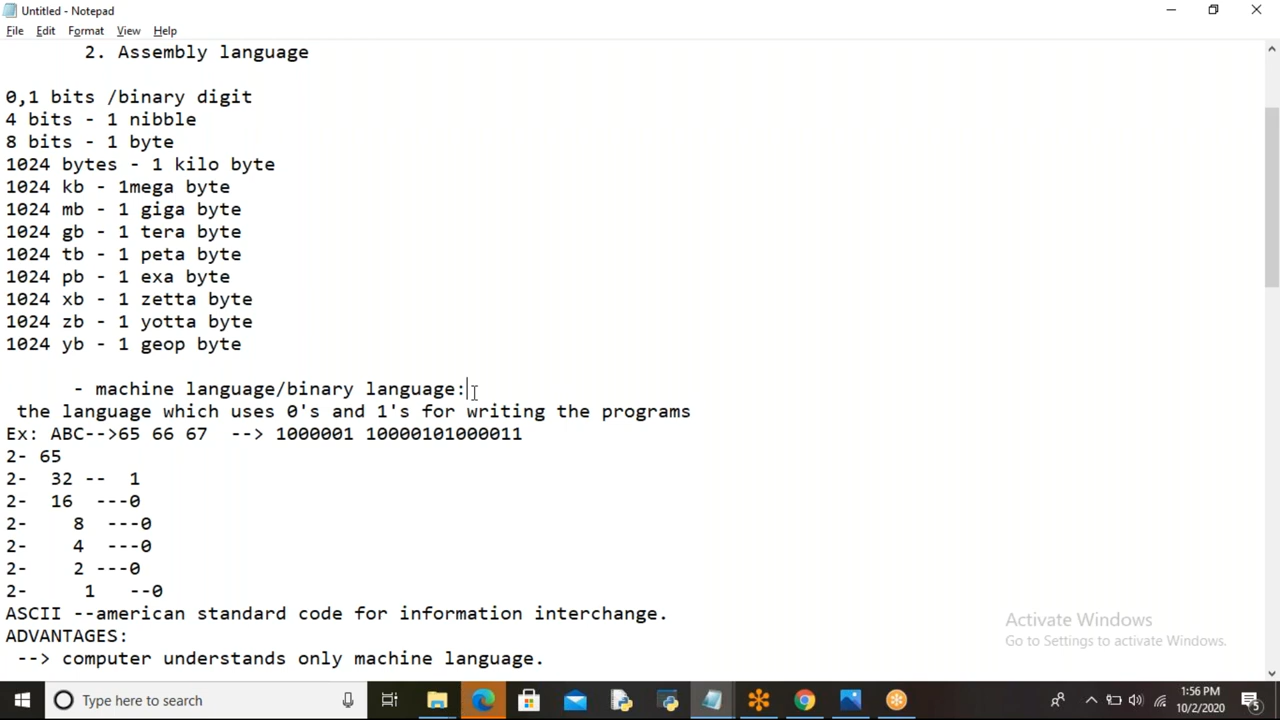 Untitled - Notepad
File Edit Format View Help
2. Assembly language
0,1 bits /binary digit
4 bits - 1 nibble
8 bits - 1 byte
1024 bytes - 1 kilo byte
1024 kb - 1mega byte
1024 mb - 1 giga byte
1024 gb - 1 tera byte
1024 tb - 1 peta byte
1024 pb - 1 exa byte
1024 xb - 1 zetta byte
1024 zb - 1 yotta byte
1024 yb - 1 geop byte
- machine language/binary language:
the language which uses 0's and 1's for writing the programs
Ex: ABC-->65 66 67 --> 1000001 10000101000011
2- 65
2- 32 -- 1
2- 16 ---0
2- 8 ---0
2- 4 ---0
2- 2 ---0
2- 1 --0
ASCII --american standard code for information interchange.
ADVANTAGES:
--> computer understands only machine language.
Activate Windows
Go to Settings to activate Windows.
Type here to search
1:56 PM
10/2/2020
5